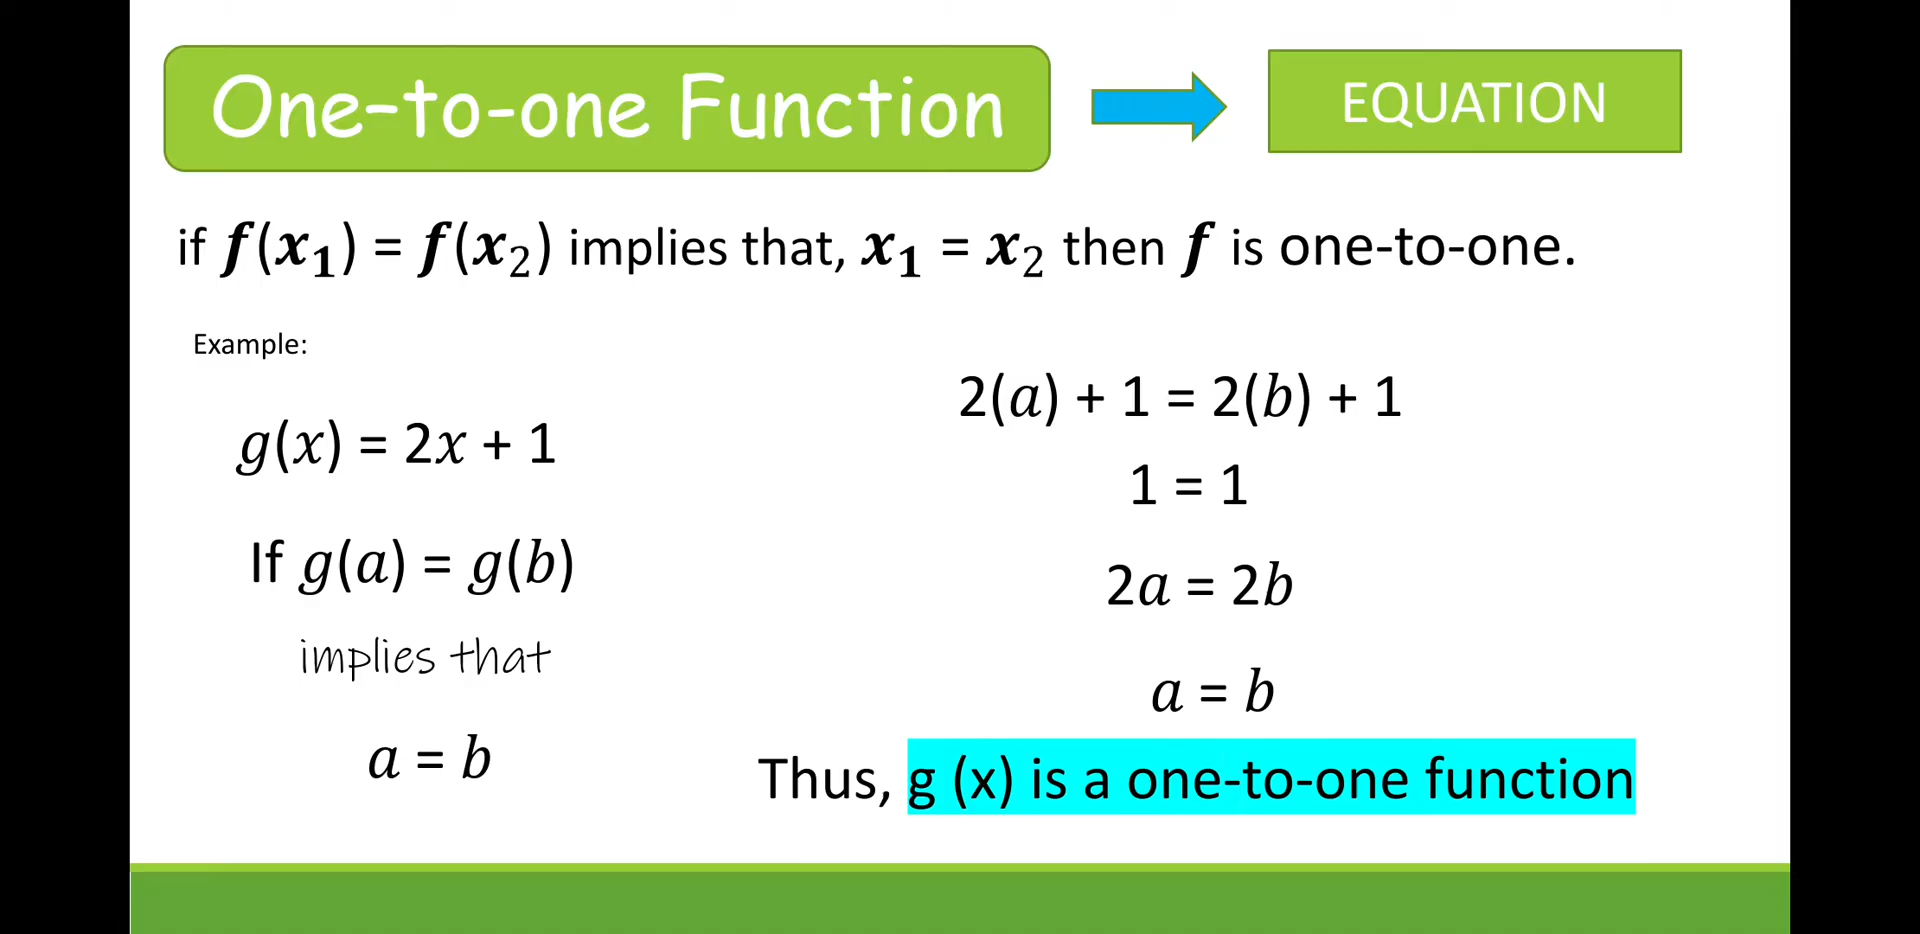 One–to-one Function
EQUATION
if f(x₁) = f(x₂) implies that, x₁ = x₂ then f is one-to-one.
Example:
g(x) = 2x + 1
If g(a) = g(b)
implies that
a = b
2(a) + 1 = 2(b) + 1
1 = 1
2a = 2b
a = b
Thus, g (x) is a one-to-one function